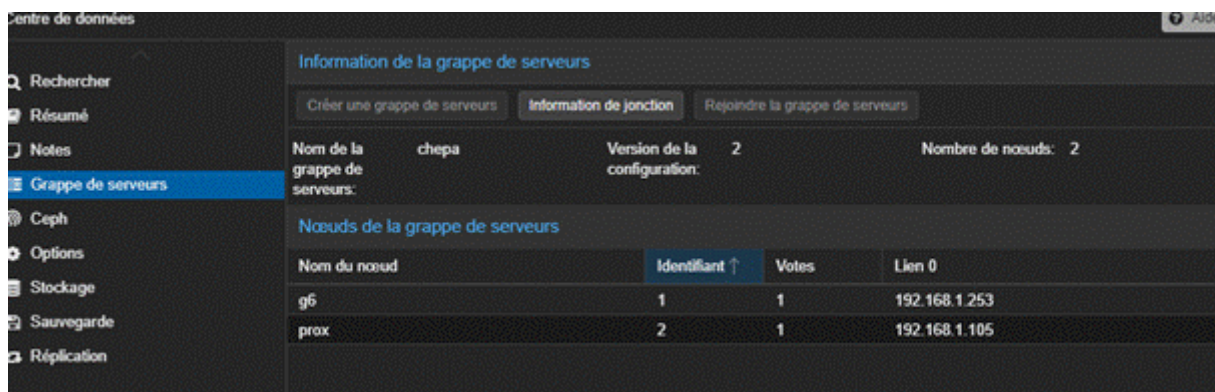 Centre de données
Aide
Rechercher
Résumé
Notes
Grappe de serveurs
Ceph
Options
Stockage
Sauvegarde
Réplication
Information de la grappe de serveurs
Créer une grappe de serveurs Information de jonction Rejoindre la grappe de serveurs
Nom de la grappe de serveurs: chepa Version de la configuration: 2 Nombre de nœuds: 2
Nœuds de la grappe de serveurs
Nom du nœud Identifiant ↑ Votes Lien 0
g6 1 1 192.168.1.253
prox 2 1 192.168.1.105